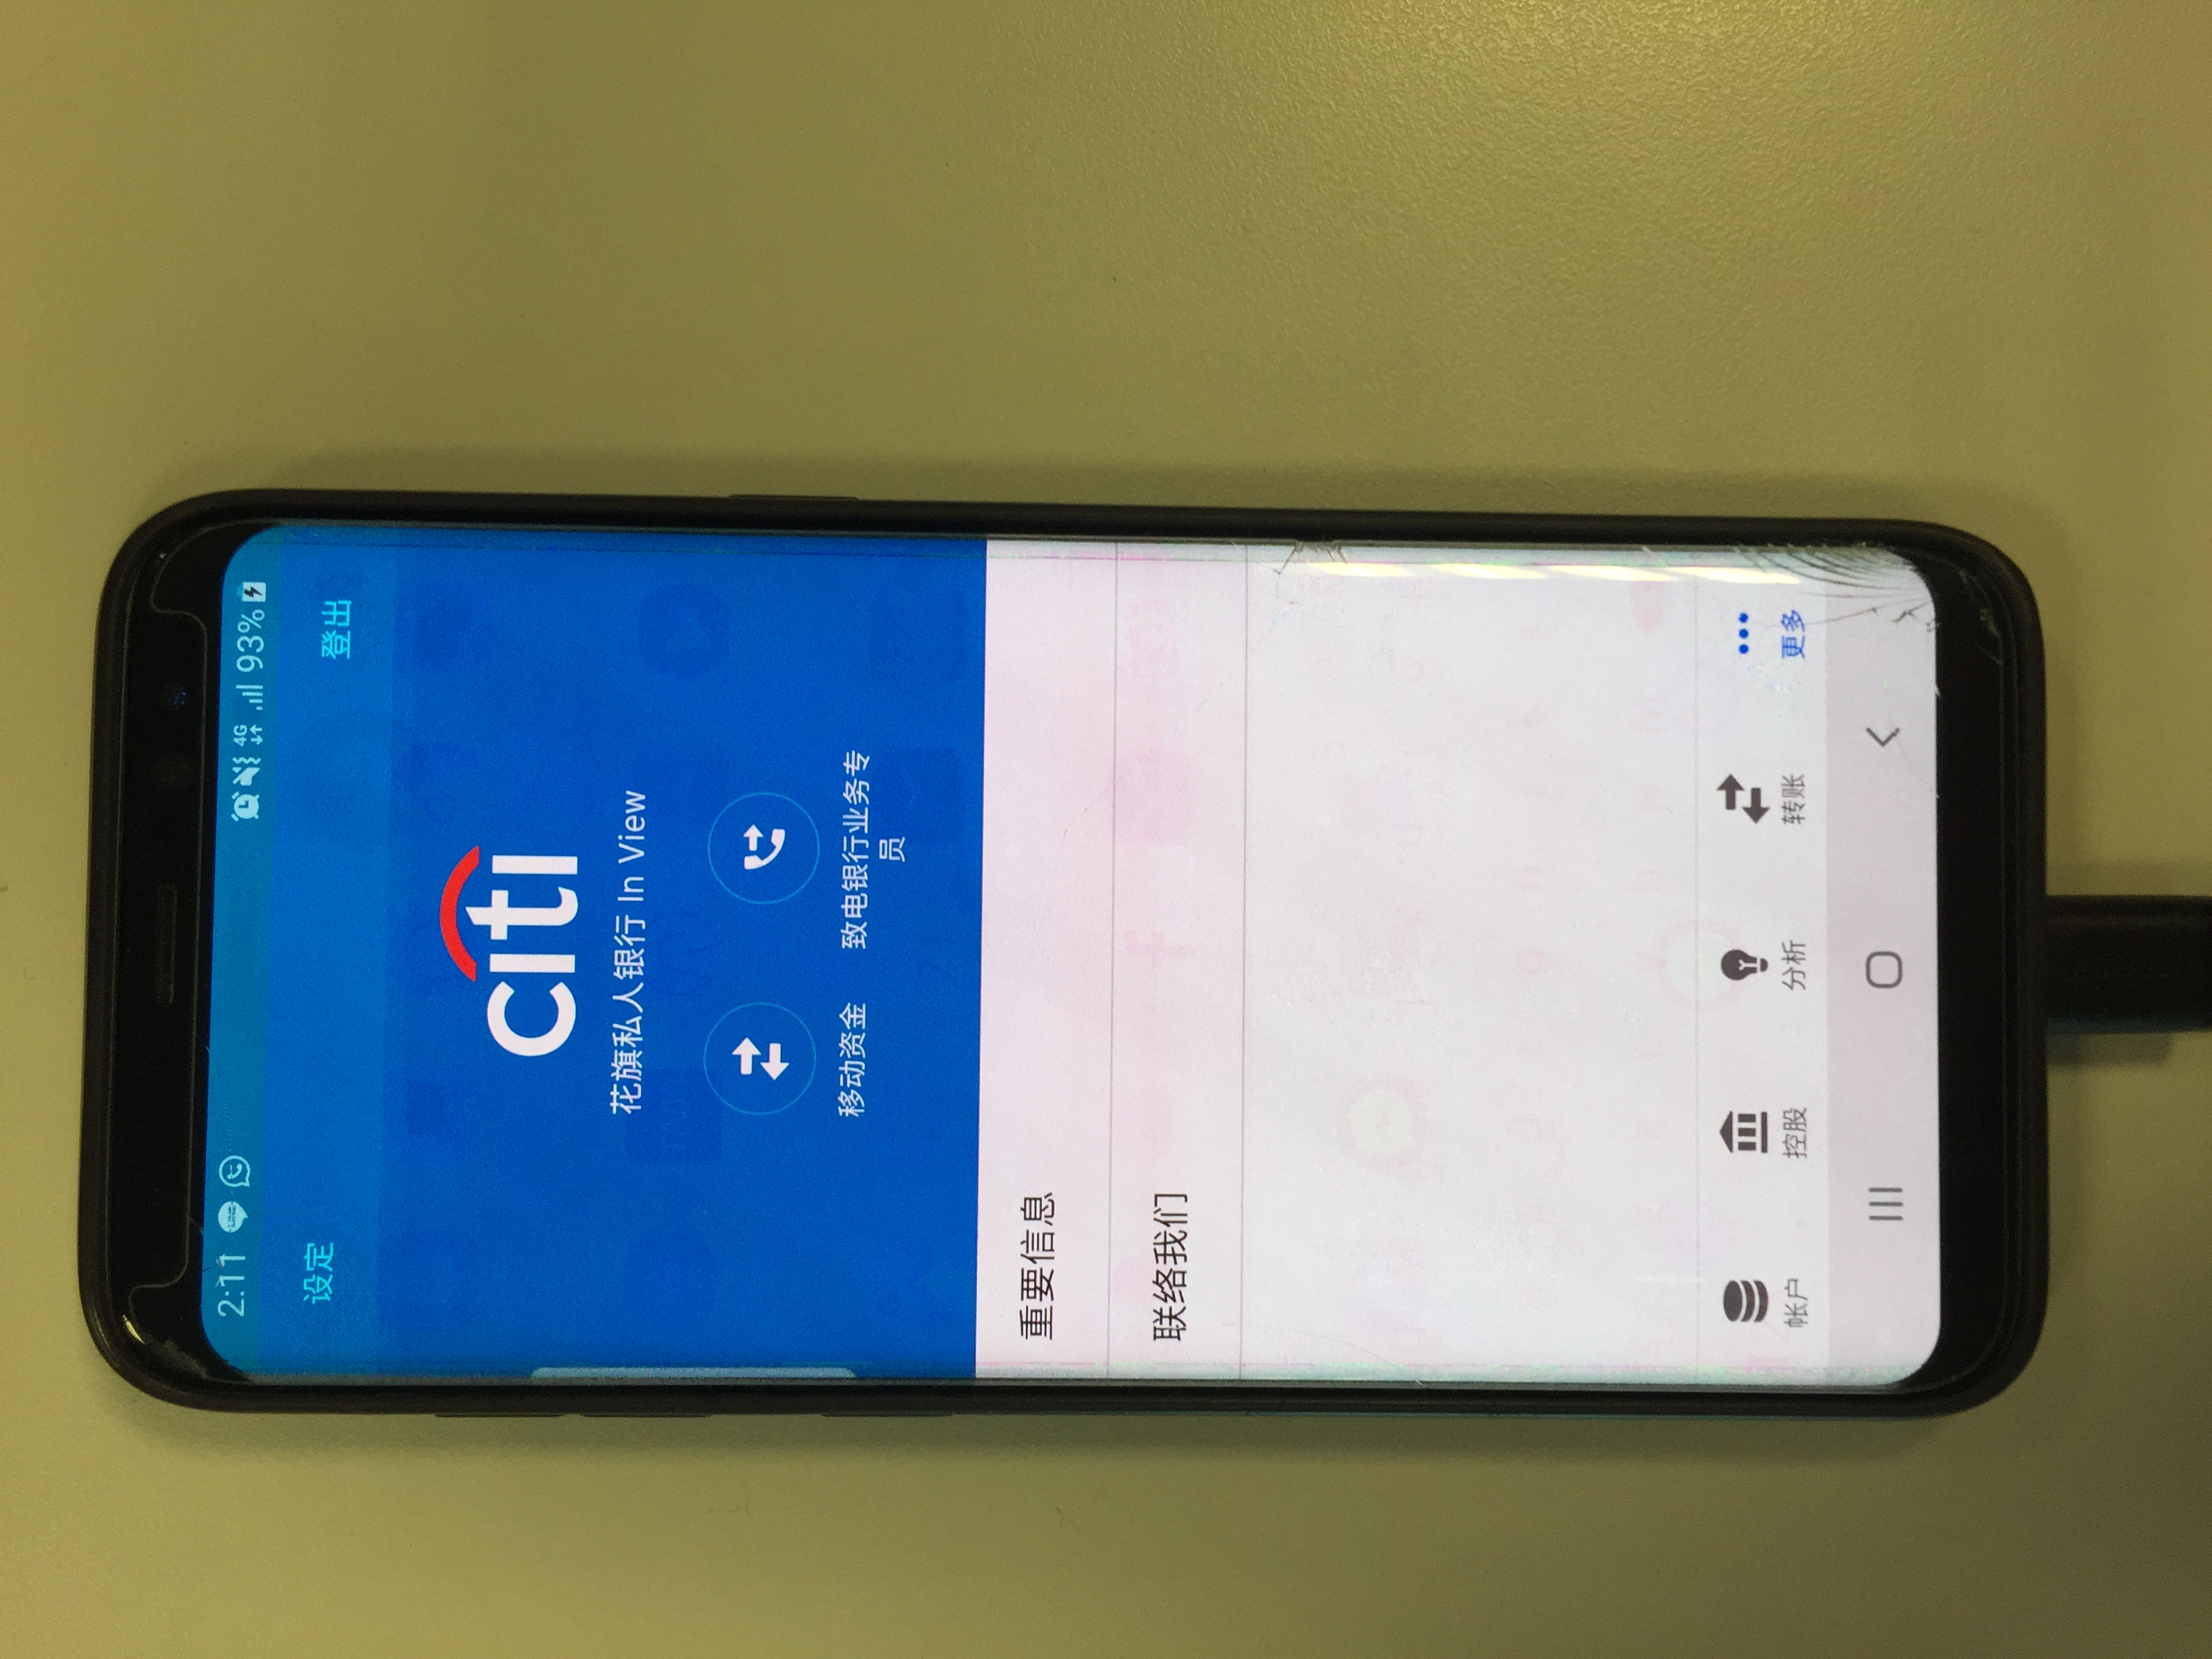 2:11 LINE 4G 93%
设定 登出
citi
花旗私人银行 In View
移动资金 致电银行业务专
员
重要信息
联络我们
帐户 控股 分析 转账 更多